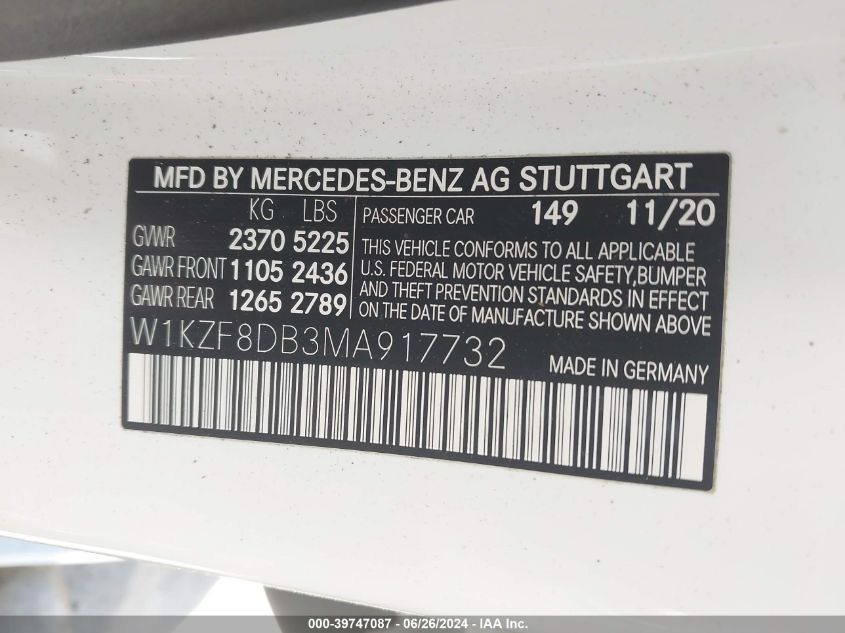 MFD BY MERCEDES-BENZ AG STUTTGART
KG LBS
GVWR 2370 5225
GAWR FRONT 1105 2436
GAWR REAR 1265 2789
PASSENGER CAR 149 11/20
THIS VEHICLE CONFORMS TO ALL APPLICABLE
U.S. FEDERAL MOTOR VEHICLE SAFETY,BUMPER
AND THEFT PREVENTION STANDARDS IN EFFECT
ON THE DATE OF MANUFACTURE SHOWN ABOVE
W1KZF8DB3MA917732
MADE IN GERMANY
000-39747087 - 06/26/2024 - IAA Inc.